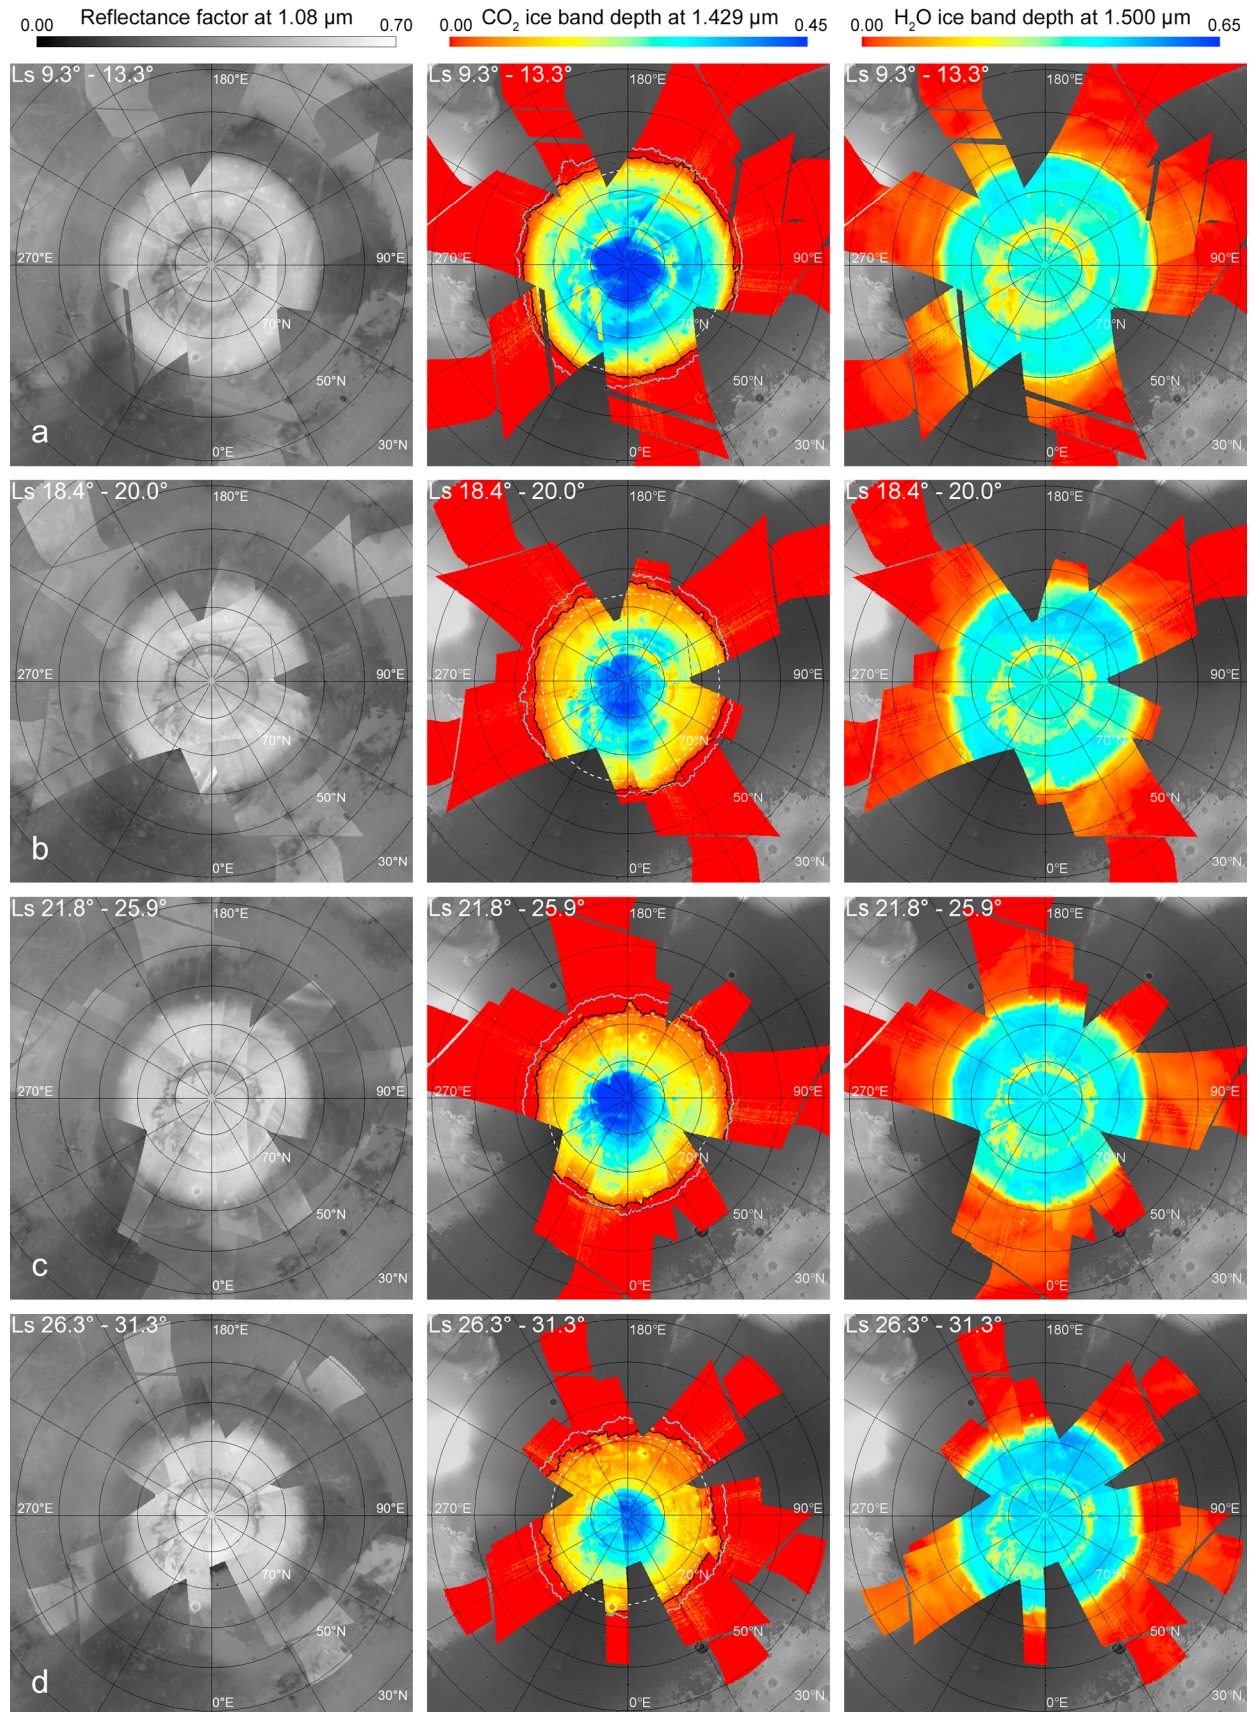 Reflectance factor at 1.08 µm
0.00 0.70
CO₂ ice band depth at 1.429 µm
0.00 0.45
H₂O ice band depth at 1.500 µm
0.00 0.65
Ls 9.3° - 13.3°
180°E
270°E
90°E
70°N
50°N
30°N
0°E
a
Ls 9.3° - 13.3°
180°E
270°E
90°E
70°N
50°N
30°N
0°E
Ls 9.3° - 13.3°
180°E
270°E
90°E
70°N
50°N
30°N
0°E
Ls 18.4° - 20.0°
180°E
270°E
90°E
70°N
50°N
30°N
0°E
b
Ls 18.4° - 20.0°
180°E
270°E
90°E
70°N
50°N
30°N
0°E
Ls 18.4° - 20.0°
180°E
270°E
90°E
70°N
50°N
30°N
0°E
Ls 21.8° - 25.9°
180°E
270°E
90°E
70°N
50°N
30°N
0°E
c
Ls 21.8° - 25.9°
180°E
270°E
90°E
70°N
50°N
30°N
0°E
Ls 21.8° - 25.9°
180°E
270°E
90°E
70°N
50°N
30°N
0°E
Ls 26.3° - 31.3°
180°E
270°E
90°E
70°N
50°N
30°N
0°E
d
Ls 26.3° - 31.3°
180°E
270°E
90°E
70°N
50°N
30°N
0°E
Ls 26.3° - 31.3°
180°E
270°E
90°E
70°N
50°N
30°N
0°E